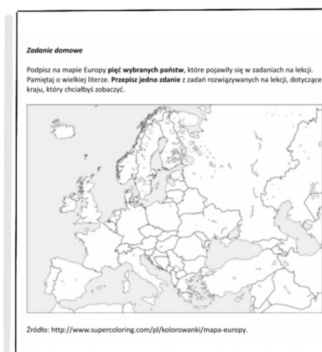 Zadanie domowe
Podpisz na mapie Europy pięć wybranych państw, które pojawiły się w zadaniach na lekcji.
Pamiętaj o wielkiej literze. Przepisz jedno zdanie z zadań rozwiązywanych na lekcji, dotyczące
kraju, który chciałbyś zobaczyć.
Źródło: http://www.supercoloring.com/pl/kolorowanki/mapa-europy.